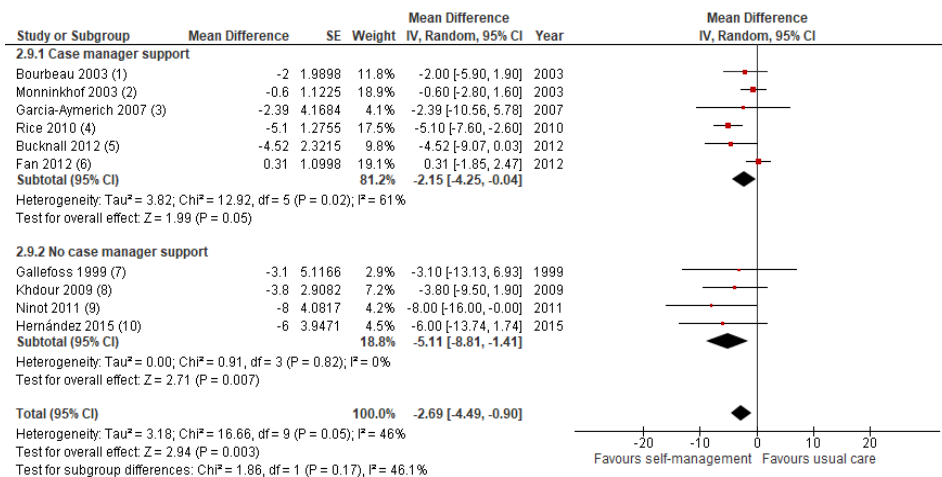 Mean Difference Mean Difference
Study or Subgroup Mean Difference SE Weight IV, Random, 95% CI Year IV, Random, 95% CI
2.9.1 Case manager support
Bourbeau 2003 (1) -2 1.9898 11.8% -2.00 [-5.90, 1.90] 2003
Monninkhof 2003 (2) -0.6 1.1225 18.9% -0.60 [-2.80, 1.60] 2003
Garcia-Aymerich 2007 (3) -2.39 4.1684 4.1% -2.39 [-10.56, 5.78] 2007
Rice 2010 (4) -5.1 1.2755 17.5% -5.10 [-7.60, -2.60] 2010
Bucknall 2012 (5) -4.52 2.3215 9.8% -4.52 [-9.07, 0.03] 2012
Fan 2012 (6) 0.31 1.0998 19.1% 0.31 [-1.85, 2.47] 2012
Subtotal (95% CI) 81.2% -2.15 [-4.25, -0.04]
Heterogeneity: Tau² = 3.82; Chi² = 12.92, df = 5 (P = 0.02); I² = 61%
Test for overall effect: Z = 1.99 (P = 0.05)
2.9.2 No case manager support
Gallefoss 1999 (7) -3.1 5.1166 2.9% -3.10 [-13.13, 6.93] 1999
Khdour 2009 (8) -3.8 2.9082 7.2% -3.80 [-9.50, 1.90] 2009
Ninot 2011 (9) -8 4.0817 4.2% -8.00 [-16.00, -0.00] 2011
Hernández 2015 (10) -6 3.9471 4.5% -6.00 [-13.74, 1.74] 2015
Subtotal (95% CI) 18.8% -5.11 [-8.81, -1.41]
Heterogeneity: Tau² = 0.00; Chi² = 0.91, df = 3 (P = 0.82); I² = 0%
Test for overall effect: Z = 2.71 (P = 0.007)
Total (95% CI) 100.0% -2.69 [-4.49, -0.90]
Heterogeneity: Tau² = 3.18; Chi² = 16.66, df = 9 (P = 0.05); I² = 46%
Test for overall effect: Z = 2.94 (P = 0.003)
Test for subgroup differences: Chi² = 1.86, df = 1 (P = 0.17), I² = 46.1%
-20 -10 0 10 20
Favours self-management Favours usual care